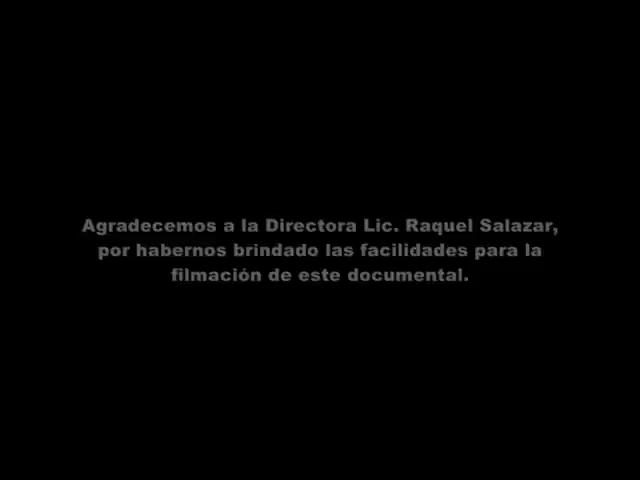 Agradecemos a la Directora Lic. Raquel Salazar,
por habernos brindado las facilidades para la
filmación de este documental.